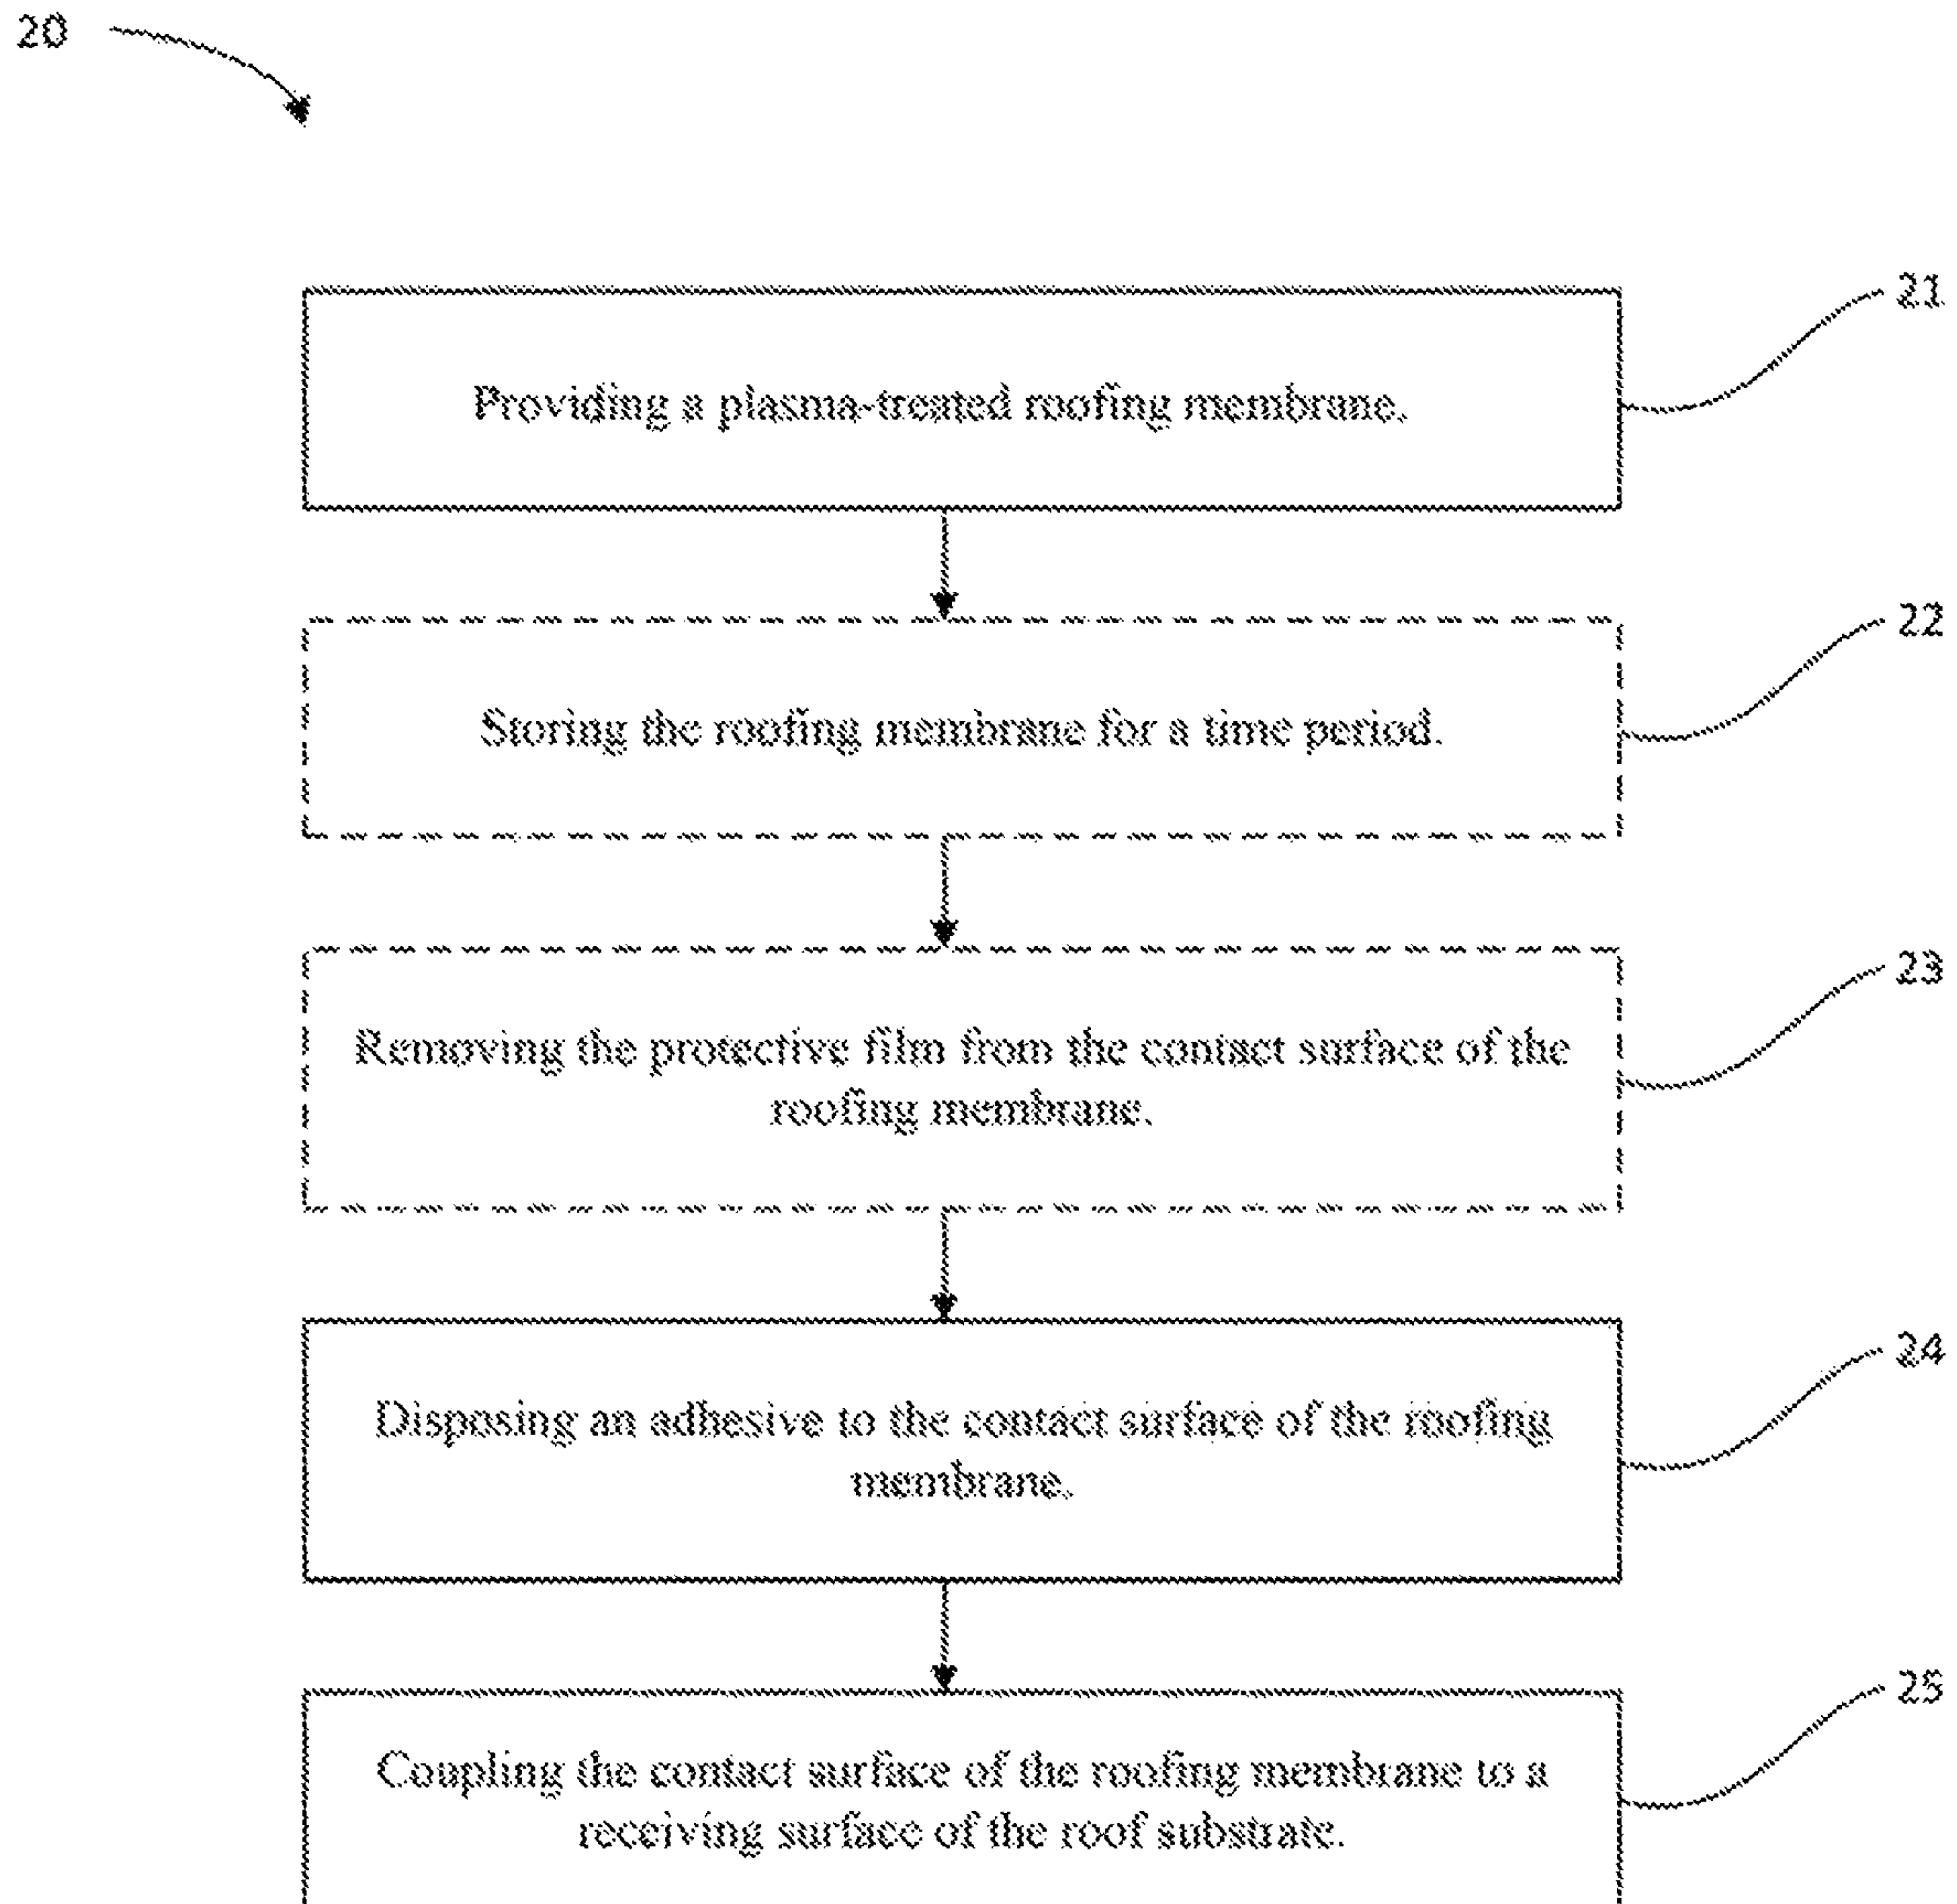 20
21
Providing a plasma-treated roofing membrane.
22
Storing the roofing membrane for a time period.
23
Removing the protective film from the contact surface of the
roofing membrane.
24
Disposing an adhesive to the contact surface of the roofing
membrane.
25
Coupling the contact surface of the roofing membrane to a
receiving surface of the roof substrate.